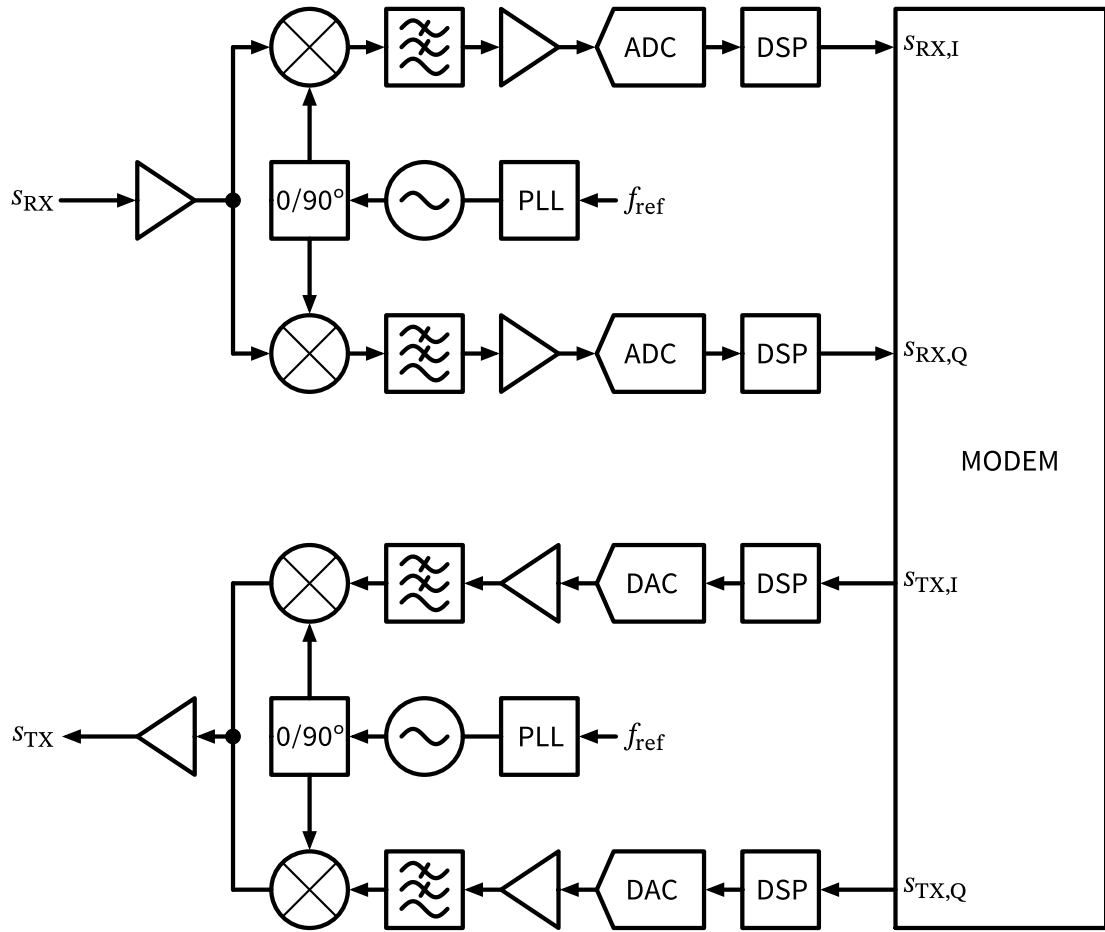 ADC DSP s_RX,I
s_RX 0/90° PLL f_ref
ADC DSP s_RX,Q
MODEM
DAC DSP s_TX,I
s_TX 0/90° PLL f_ref
DAC DSP s_TX,Q